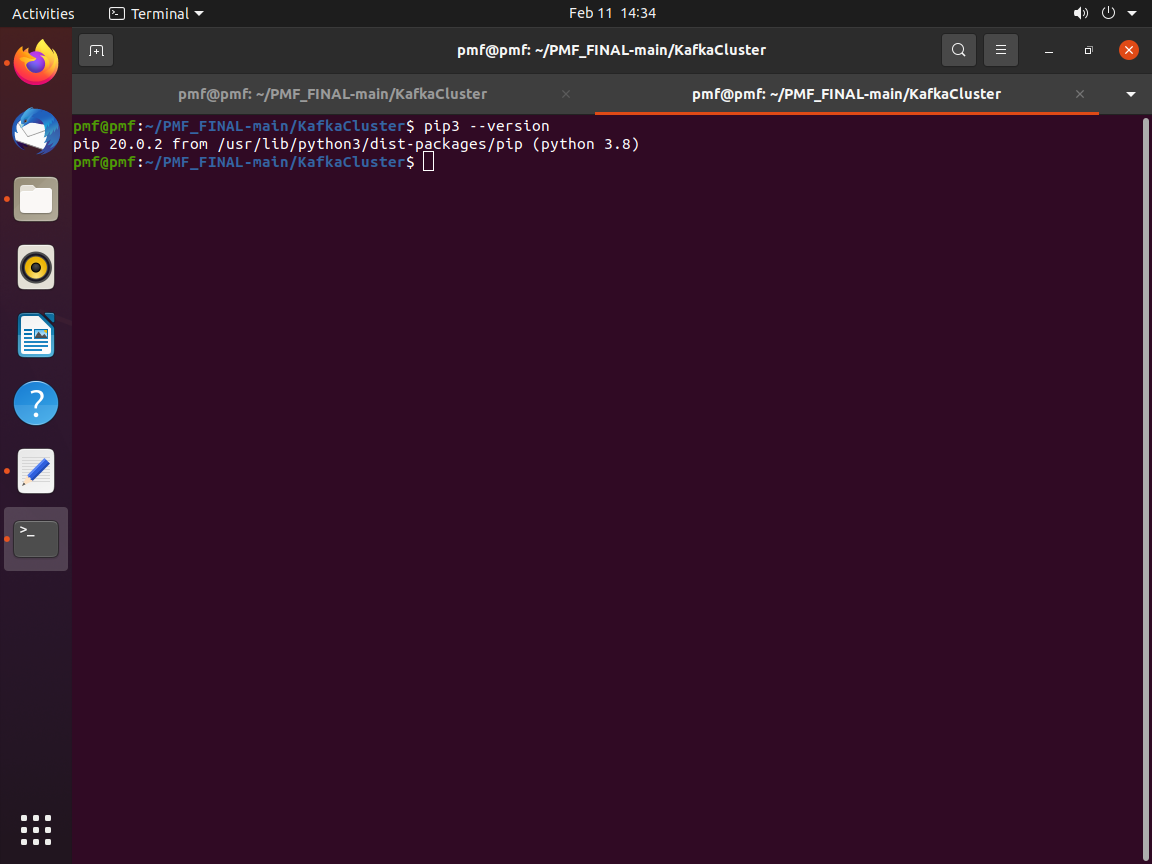 Activities
Terminal
Feb 11 14:34
pmf@pmf: ~/PMF_FINAL-main/KafkaCluster
pmf@pmf: ~/PMF_FINAL-main/KafkaCluster
pmf@pmf: ~/PMF_FINAL-main/KafkaCluster
pmf@pmf:~/PMF_FINAL-main/KafkaCluster$ pip3 --version
pip 20.0.2 from /usr/lib/python3/dist-packages/pip (python 3.8)
pmf@pmf:~/PMF_FINAL-main/KafkaCluster$